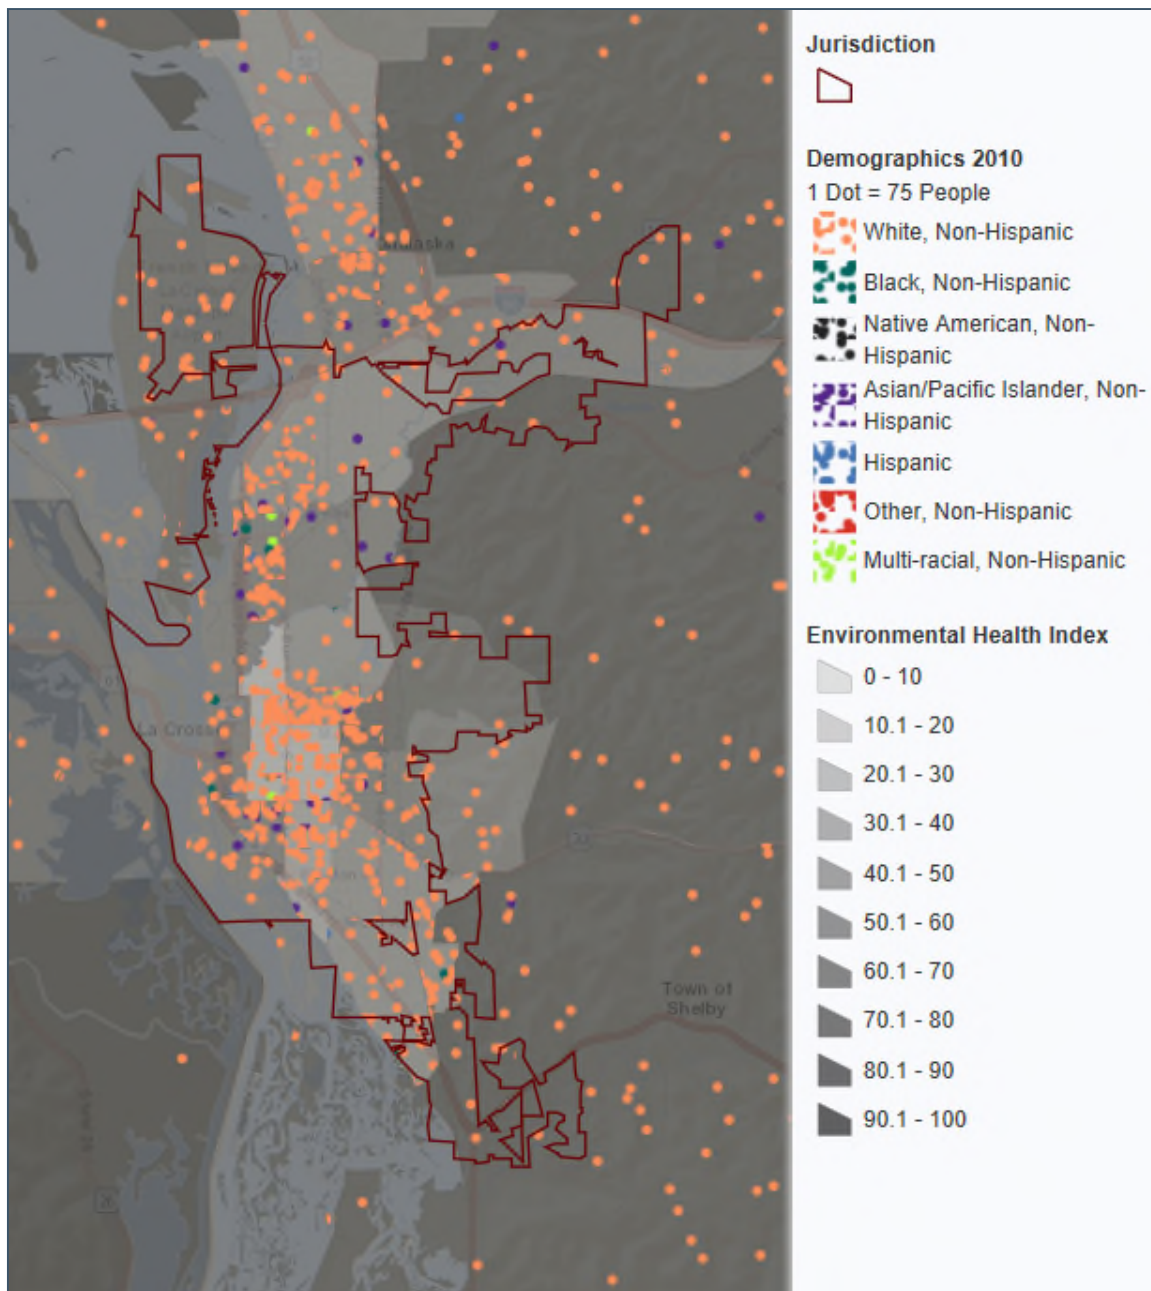 Jurisdiction
Demographics 2010
1 Dot = 75 People
White, Non-Hispanic
Black, Non-Hispanic
Native American, Non-
Hispanic
Asian/Pacific Islander, Non-
Hispanic
Hispanic
Other, Non-Hispanic
Multi-racial, Non-Hispanic
Environmental Health Index
0 - 10
10.1 - 20
20.1 - 30
30.1 - 40
40.1 - 50
50.1 - 60
60.1 - 70
70.1 - 80
80.1 - 90
90.1 - 100
La Crosse
Town of
Shelby